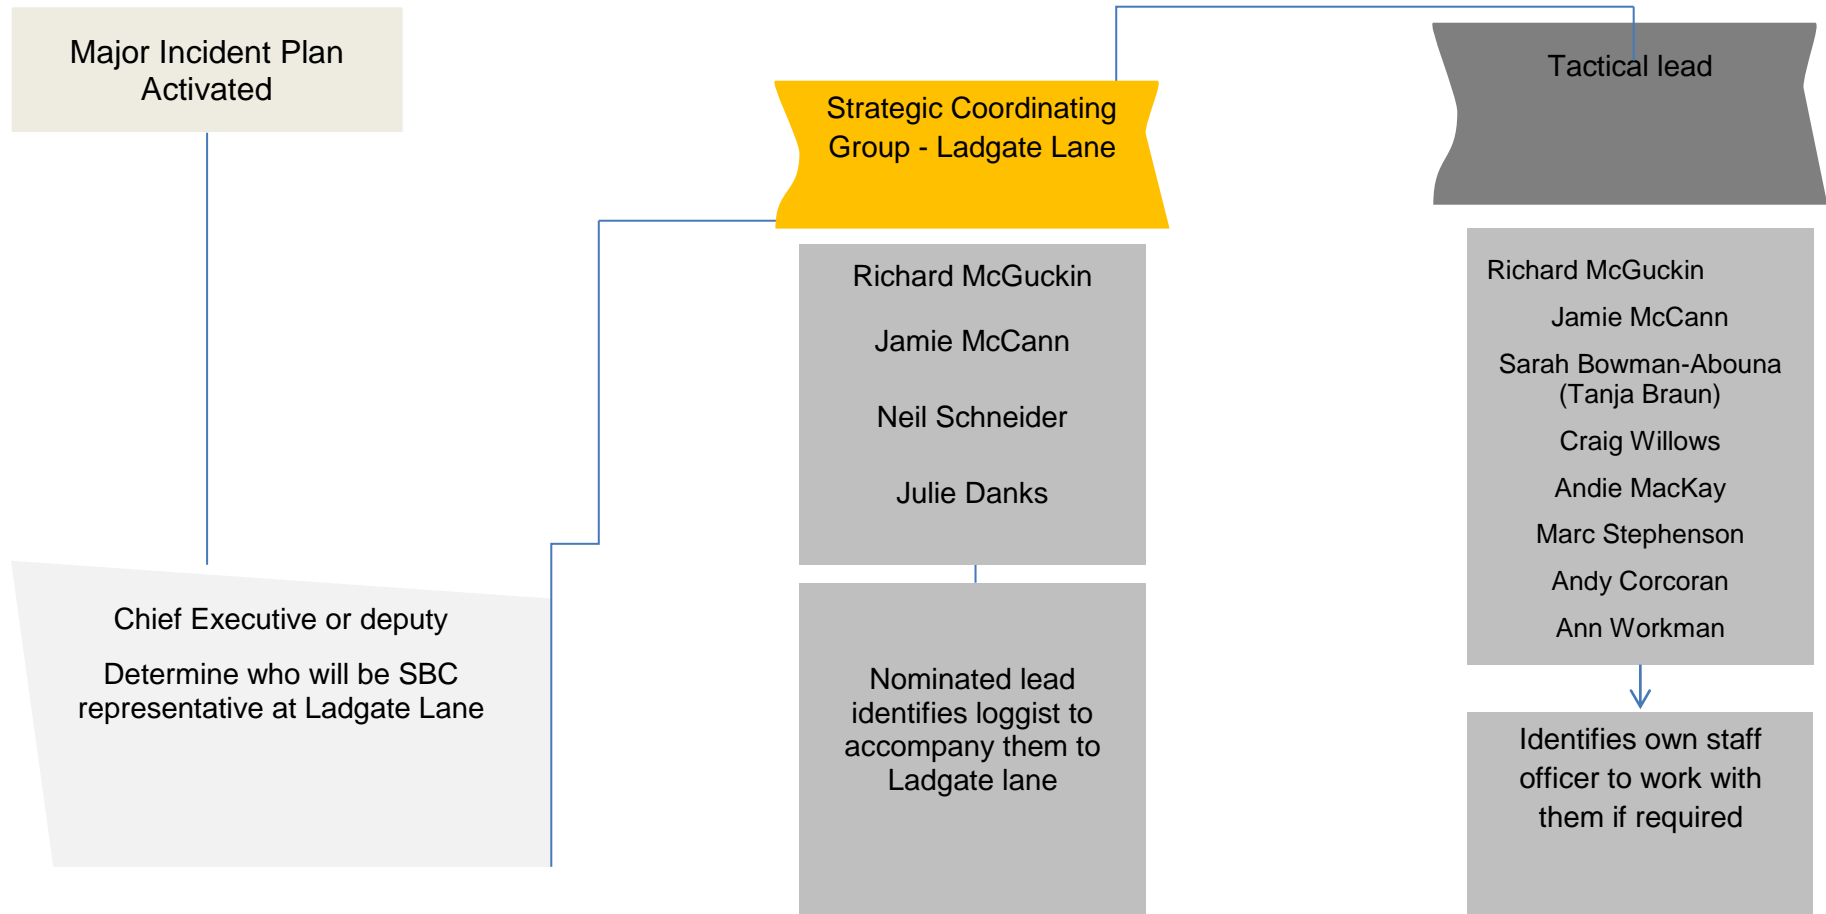 Major Incident Plan
Activated
Chief Executive or deputy
Determine who will be SBC
representative at Ladgate Lane
Strategic Coordinating
Group - Ladgate Lane
Richard McGuckin
Jamie McCann
Neil Schneider
Julie Danks
Nominated lead
identifies loggist to
accompany them to
Ladgate lane
Tactical lead
Richard McGuckin
Jamie McCann
Sarah Bowman-Abouna
(Tanja Braun)
Craig Willows
Andie MacKay
Marc Stephenson
Andy Corcoran
Ann Workman
Identifies own staff
officer to work with
them if required